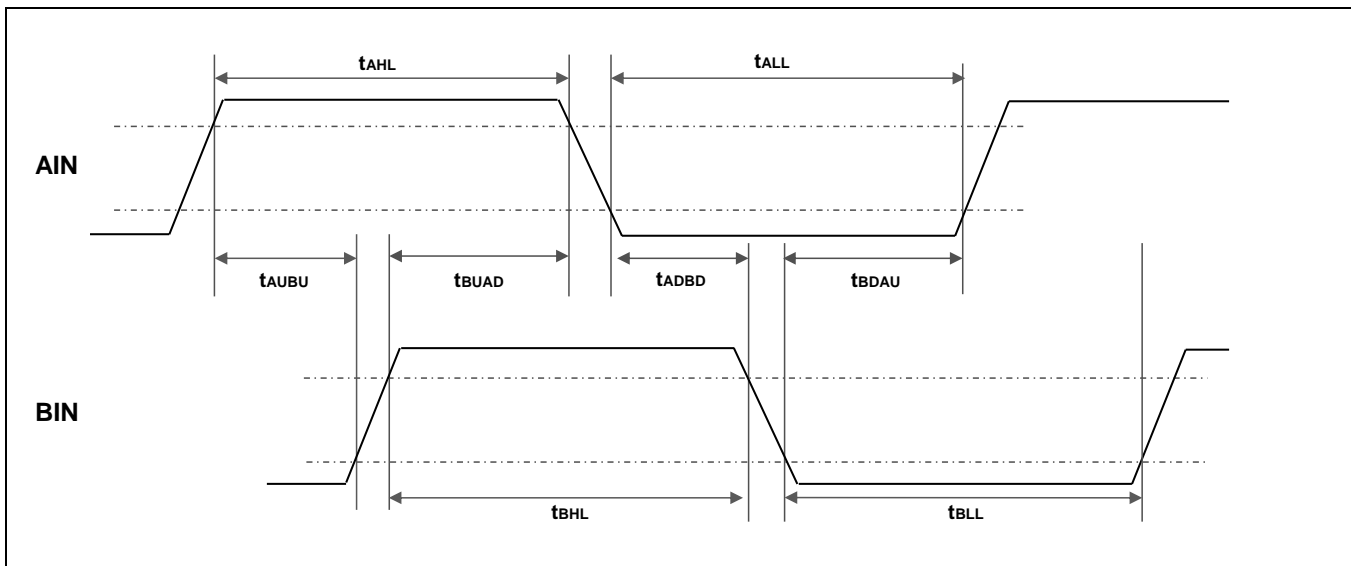 tAHL
tALL
AIN
tAUBU
tBUAD
tADBD
tBDAU
BIN
tBHL
tBLL